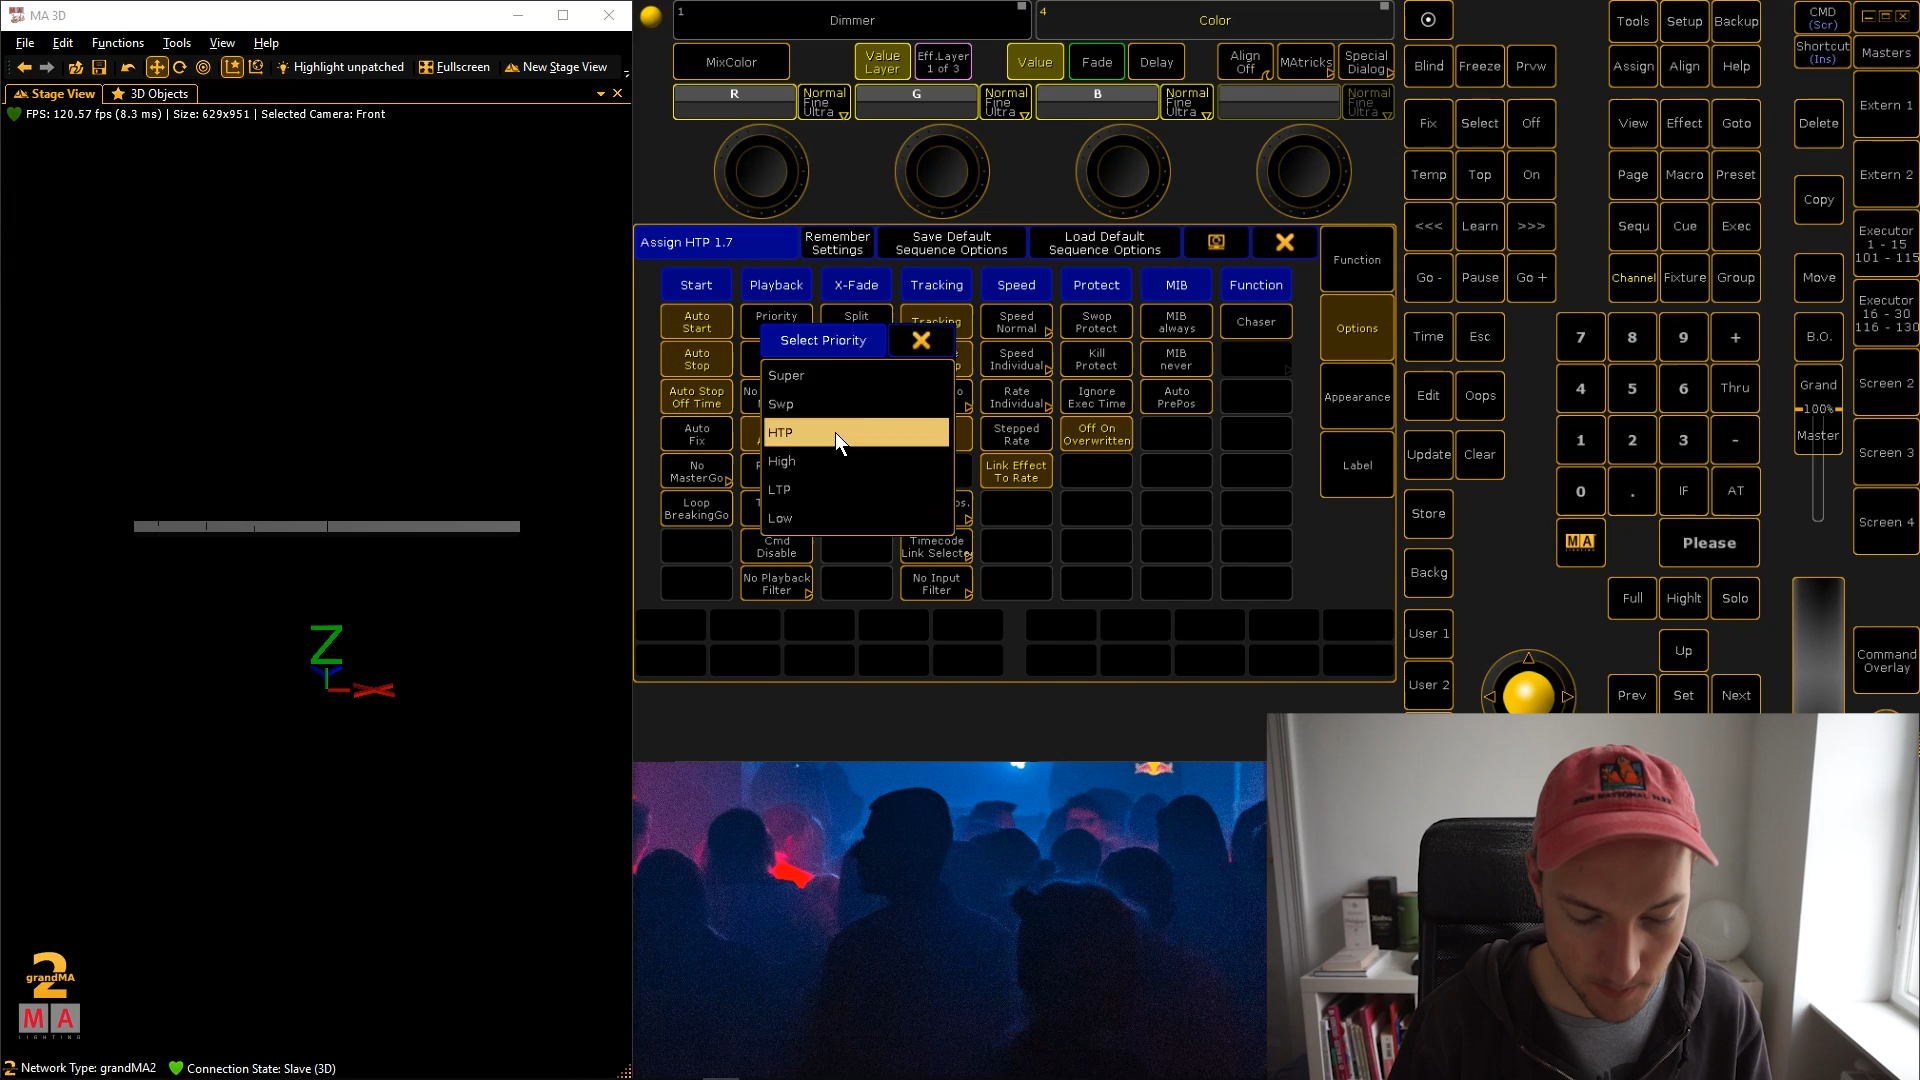 MA 3D
File Edit Functions Tools View Help
Highlight unpatched Fullscreen New Stage View
Stage View 3D Objects
FPS: 120.57 fps (8.3 ms) | Size: 629x951 | Selected Camera: Front
Z
2
grandMA
MA
LIGHTING
Network Type: grandMA2 Connection State: Slave (3D)
1 Dimmer
4 Color
MixColor
Value Layer
Eff.Layer 1 of 3
Value
Fade
Delay
Align Off
MAtricks
Special Dialog
R
Normal Fine Ultra
G
Normal Fine Ultra
B
Normal Fine Ultra
Normal Fine Ultra
Assign HTP 1.7
Remember Settings
Save Default Sequence Options
Load Default Sequence Options
Start Playback X-Fade Tracking Speed Protect MIB Function
Auto Start
Priority
Split
Tracking
Speed Normal
Swop Protect
MIB always
Chaser
Auto Stop
Speed Individual
Kill Protect
MIB never
Auto Stop Off Time
Rate Individual
Ignore Exec Time
Auto PrePos
Auto Fix
Stepped Rate
Off On Overwritten
No MasterGo
Link Effect To Rate
Loop BreakingGo
Cmd Disable
Timecode Link Selecte
No Playback Filter
No Input Filter
Select Priority
Super
Swp
HTP
High
LTP
Low
Function
Options
Appearance
Label
Tools Setup Backup
CMD (Scr)
Blind Freeze Prvw
Assign Align Help
Shortcut (Ins)
Masters
Fix Select Off
View Effect Goto
Delete
Extern 1
Temp Top On
Page Macro Preset
Copy
Extern 2
<<< Learn >>>
Sequ Cue Exec
Executor 1 - 15 101 - 115
Go - Pause Go +
Channel Fixture Group
Move
Executor 16 - 30 116 - 130
Time Esc
7 8 9 +
B.O.
Edit Oops
4 5 6 Thru
Grand 100% Master
Screen 2
Update Clear
1 2 3 -
Screen 3
Store
0 . IF AT
Screen 4
MA
Please
Backg
Full Highlt Solo
User 1
Up
Command Overlay
User 2
Prev Set Next